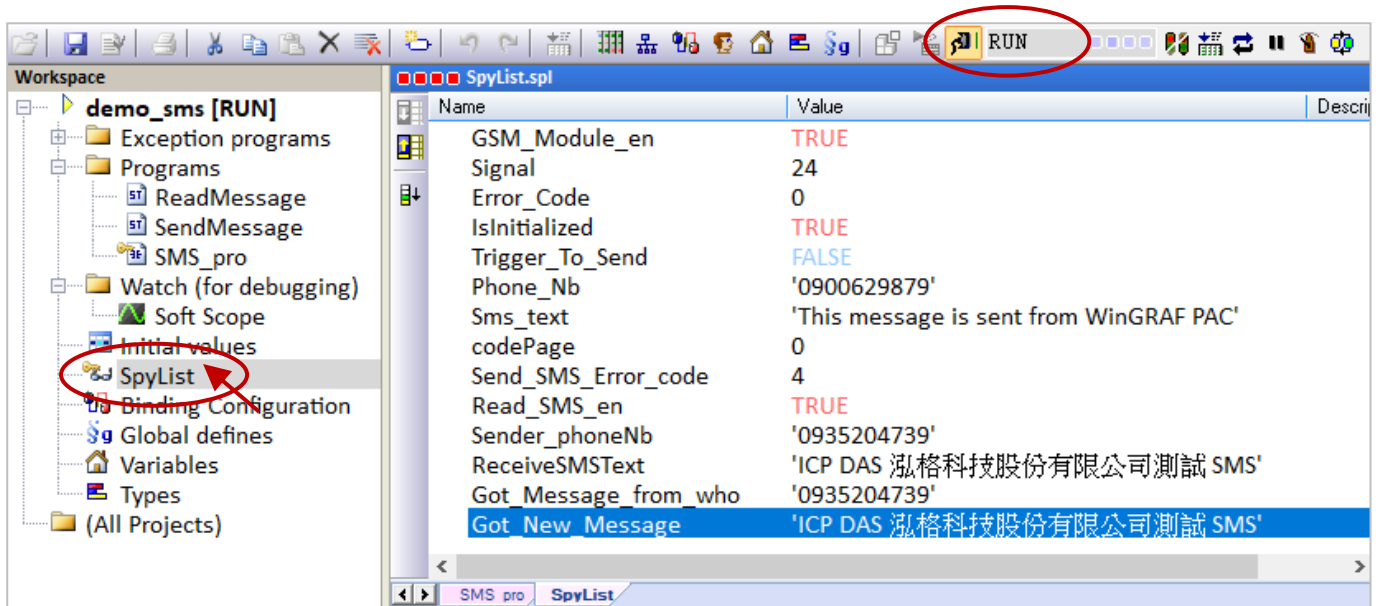 RUN
Workspace
SpyList.spl
demo_sms [RUN]
Exception programs
Programs
ST ReadMessage
ST SendMessage
SMS_pro
Watch (for debugging)
Soft Scope
Initial values
SpyList
Binding Configuration
Global defines
Variables
Types
(All Projects)
Name Value Descrip
GSM_Module_en TRUE
Signal 24
Error_Code 0
IsInitialized TRUE
Trigger_To_Send FALSE
Phone_Nb '0900629879'
Sms_text 'This message is sent from WinGRAF PAC'
codePage 0
Send_SMS_Error_code 4
Read_SMS_en TRUE
Sender_phoneNb '0935204739'
ReceiveSMSText 'ICP DAS 泓格科技股份有限公司測試 SMS'
Got_Message_from_who '0935204739'
Got_New_Message 'ICP DAS 泓格科技股份有限公司測試 SMS'
SMS_pro SpyList